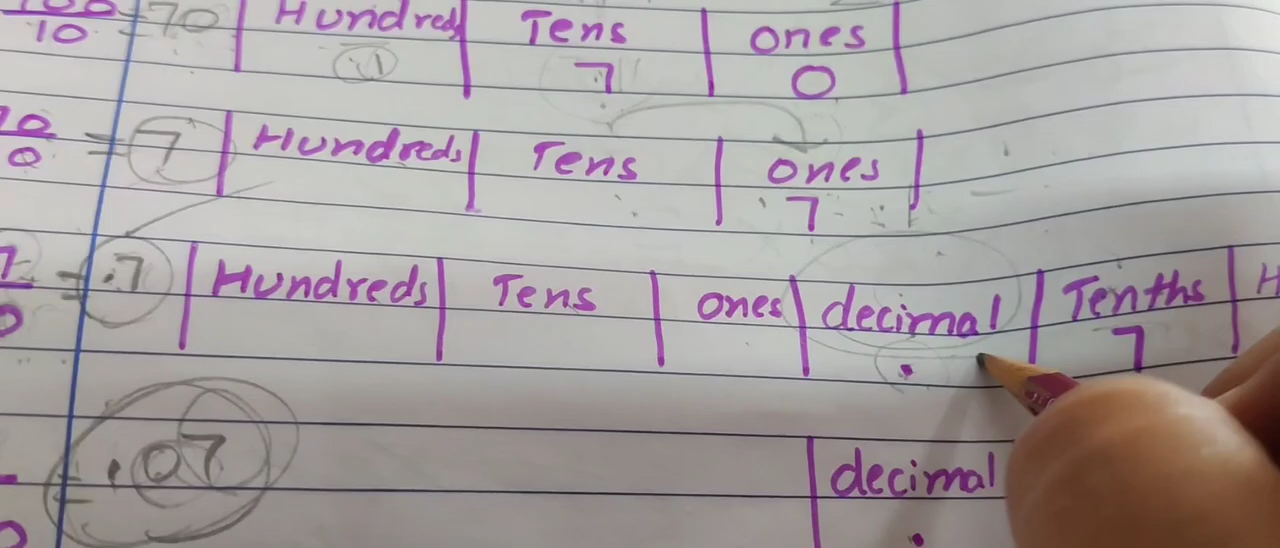 10 = 70 Hundreds Tens Ones
7 0
= 7 Hundreds Tens Ones
7
= .7 Hundreds Tens Ones decimal Tenths H
. 7
= .07 decimal
.